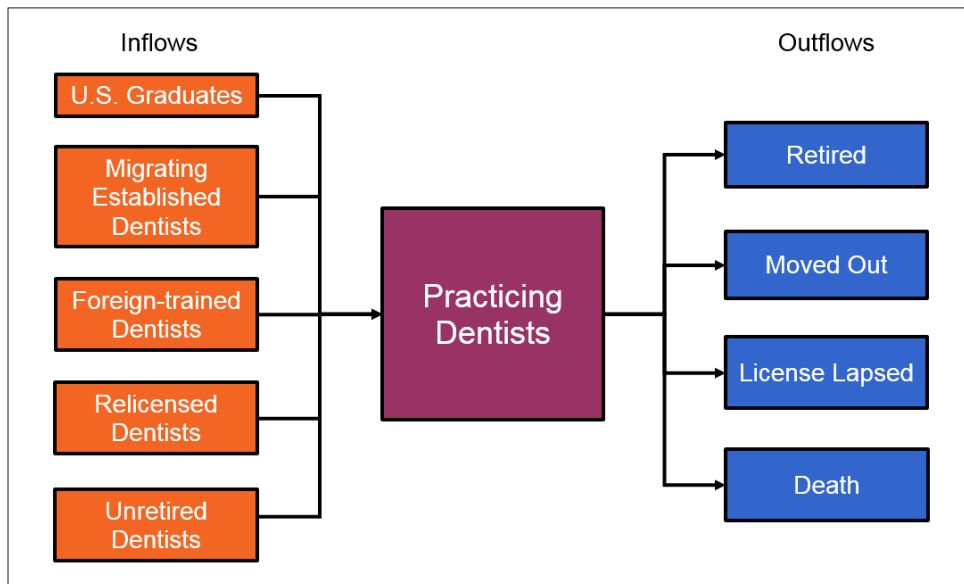 Inflows
U.S. Graduates
Migrating
Established
Dentists
Foreign-trained
Dentists
Relicensed
Dentists
Unretired
Dentists
Practicing
Dentists
Outflows
Retired
Moved Out
License Lapsed
Death